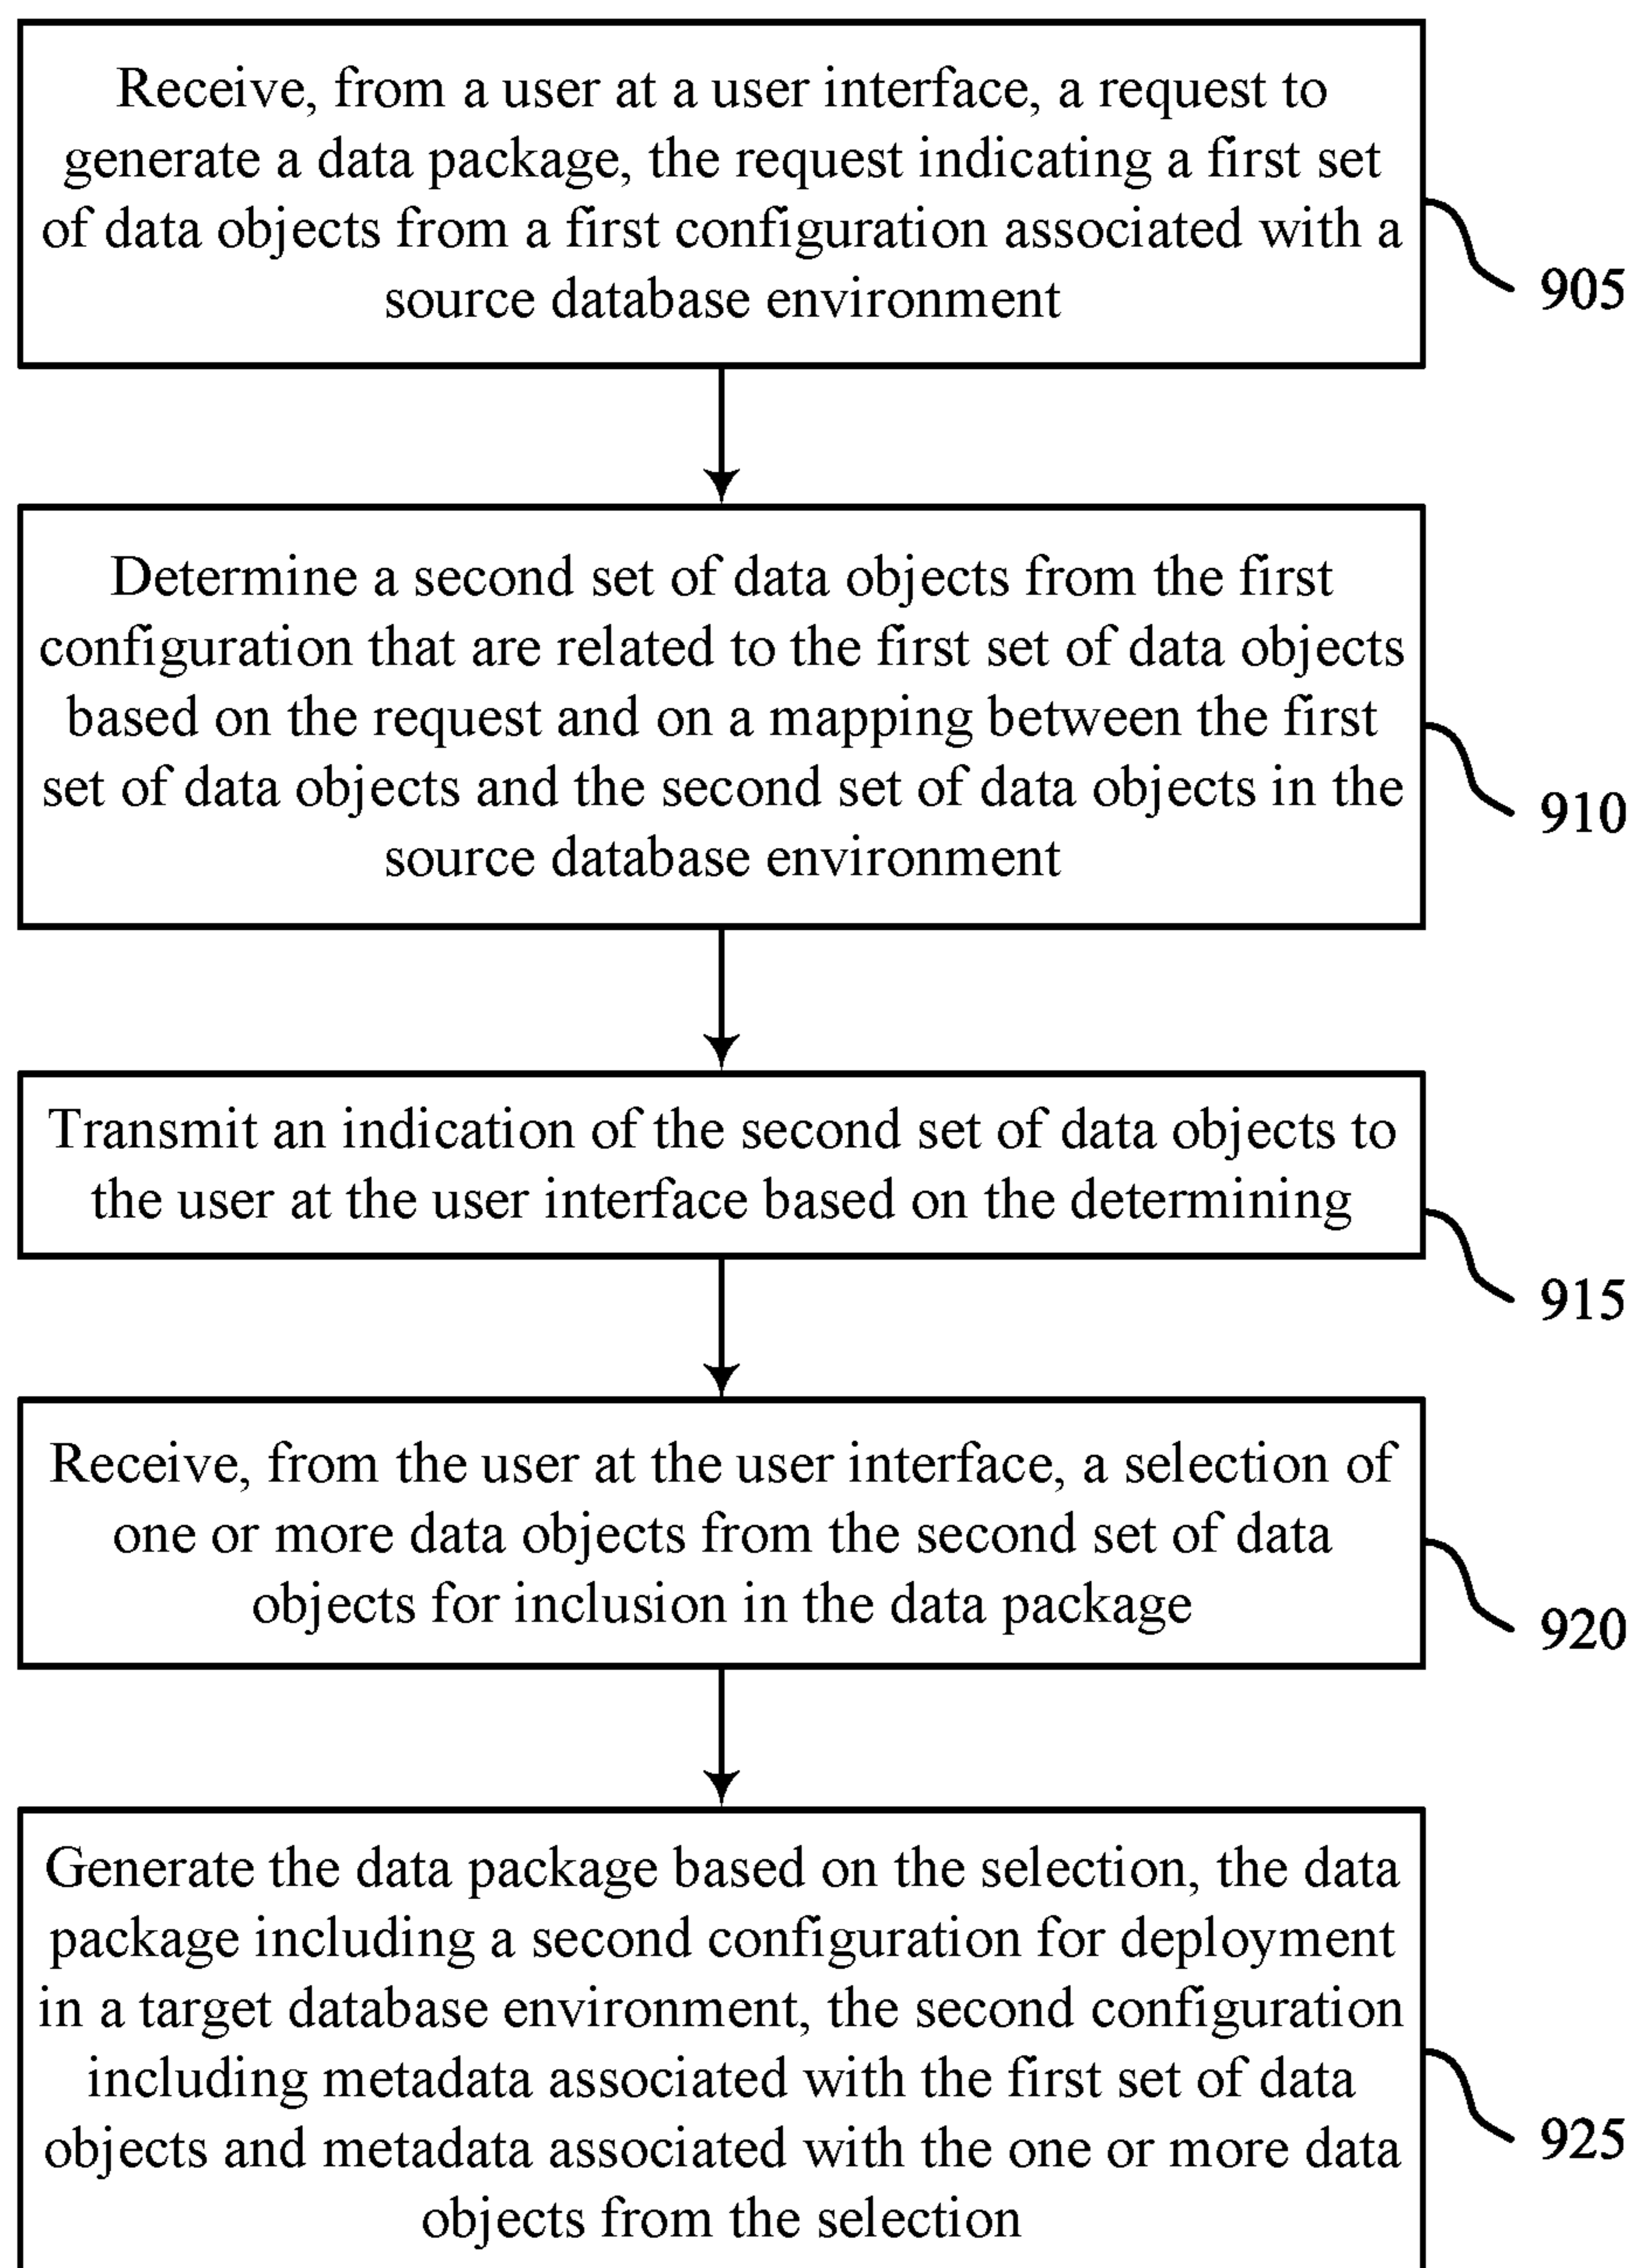 Receive, from a user at a user interface, a request to
generate a data package, the request indicating a first set
of data objects from a first configuration associated with a
source database environment
905
Determine a second set of data objects from the first
configuration that are related to the first set of data objects
based on the request and on a mapping between the first
set of data objects and the second set of data objects in the
source database environment
910
Transmit an indication of the second set of data objects to
the user at the user interface based on the determining
915
Receive, from the user at the user interface, a selection of
one or more data objects from the second set of data
objects for inclusion in the data package
920
Generate the data package based on the selection, the data
package including a second configuration for deployment
in a target database environment, the second configuration
including metadata associated with the first set of data
objects and metadata associated with the one or more data
objects from the selection
925